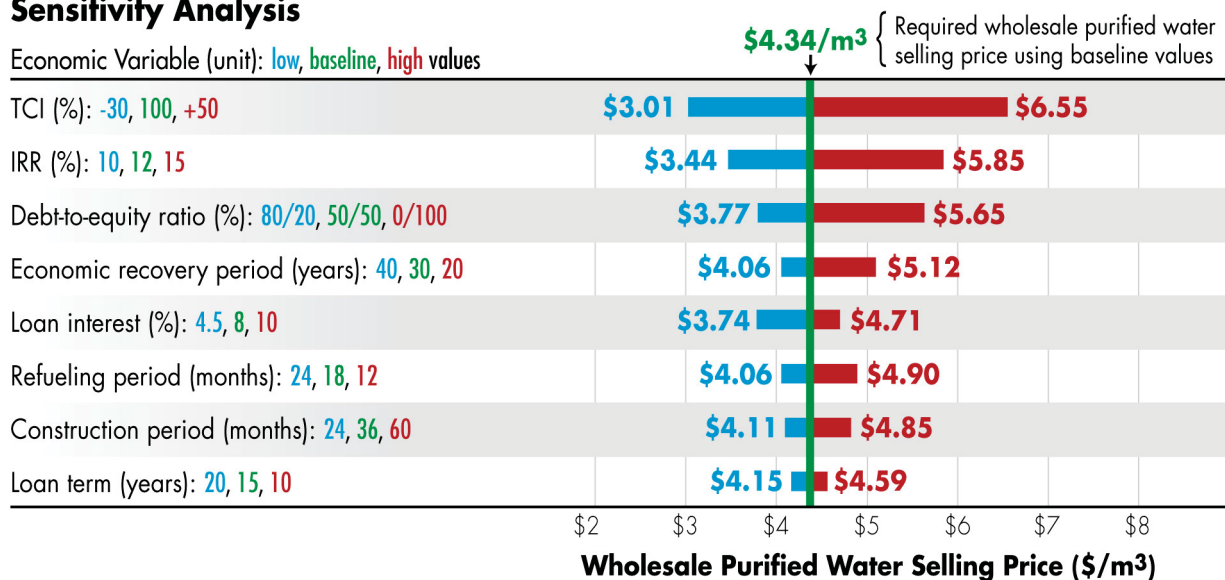 Sensitivity Analysis
Economic Variable (unit): low, baseline, high values
$4.34/m³
Required wholesale purified water
selling price using baseline values
TCI (%): -30, 100, +50
$3.01
$6.55
IRR (%): 10, 12, 15
$3.44
$5.85
Debt-to-equity ratio (%): 80/20, 50/50, 0/100
$3.77
$5.65
Economic recovery period (years): 40, 30, 20
$4.06
$5.12
Loan interest (%): 4.5, 8, 10
$3.74
$4.71
Refueling period (months): 24, 18, 12
$4.06
$4.90
Construction period (months): 24, 36, 60
$4.11
$4.85
Loan term (years): 20, 15, 10
$4.15
$4.59
$2 $3 $4 $5 $6 $7 $8
Wholesale Purified Water Selling Price ($/m³)